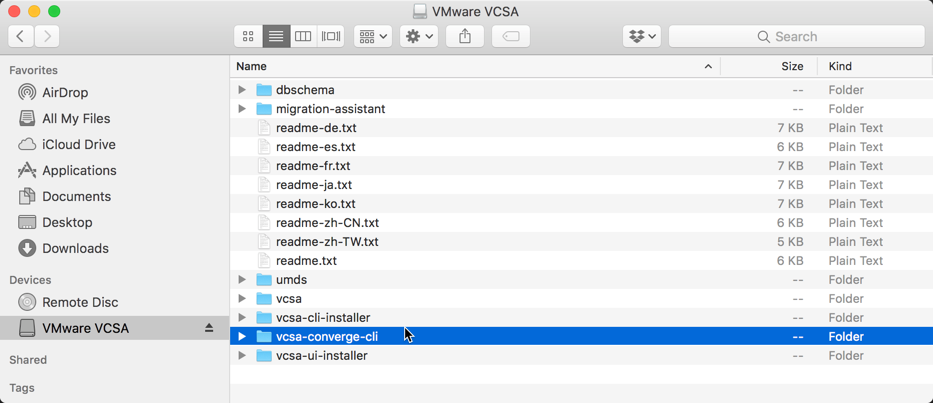 VMware VCSA
Search
Favorites
AirDrop
All My Files
iCloud Drive
Applications
Documents
Desktop
Downloads
Devices
Remote Disc
VMware VCSA
Shared
Tags
Name Size Kind
dbschema -- Folder
migration-assistant -- Folder
readme-de.txt 7 KB Plain Text
readme-es.txt 6 KB Plain Text
readme-fr.txt 7 KB Plain Text
readme-ja.txt 7 KB Plain Text
readme-ko.txt 7 KB Plain Text
readme-zh-CN.txt 6 KB Plain Text
readme-zh-TW.txt 5 KB Plain Text
readme.txt 6 KB Plain Text
umds -- Folder
vcsa -- Folder
vcsa-cli-installer -- Folder
vcsa-converge-cli -- Folder
vcsa-ui-installer -- Folder